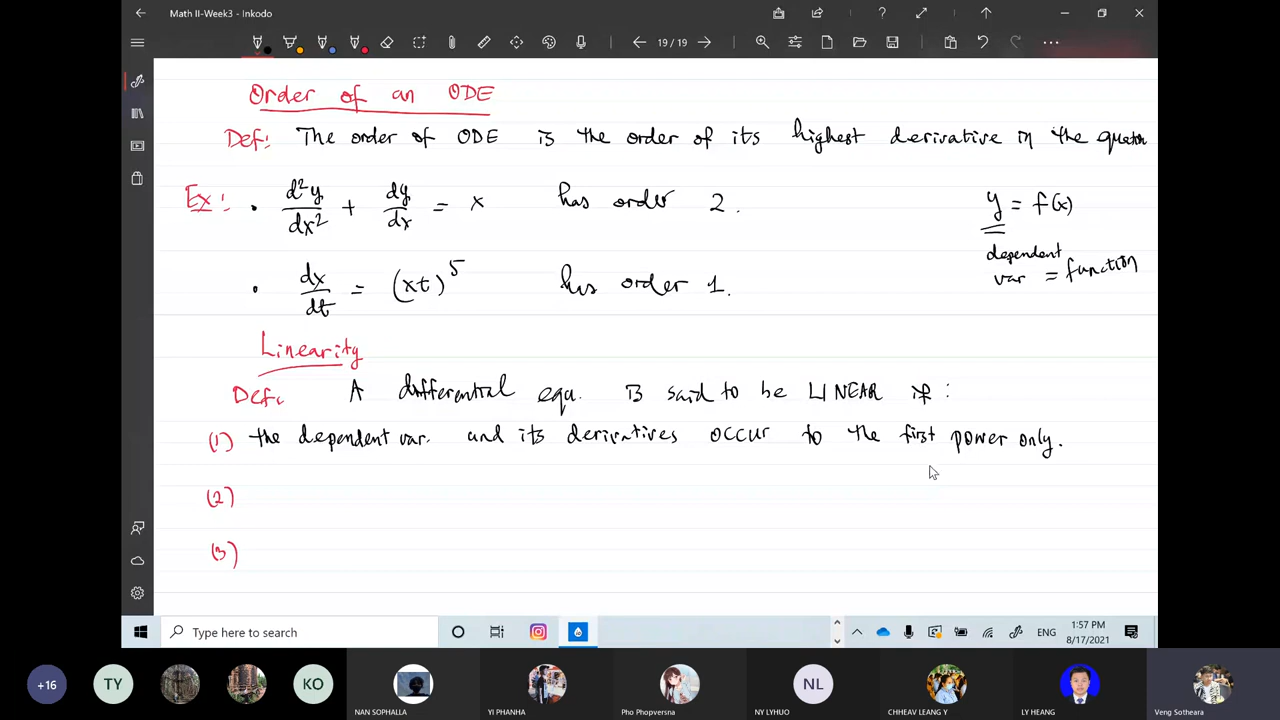 Math II-Week3 - Inkodo
19 / 19
Order of an ODE
Def: The order of ODE is the order of its highest derivative in the
Ex: • d²y/dx² + dy/dx = x has order 2.
y = f(x)
dependent var = function
• dx/dt = (xt)^5 has order 1.
Linearity
Def: A differential equ. is said to be LINEAR if:
(1) the dependent var. and its derivatives occur to the first power only.
(2)
(3)
Type here to search
ENG
1:57 PM
8/17/2021
+16
TY
KO
NL
NAN SOPHALLA
YI PHANHA
Pho Phopversna
NY LYHUO
CHHEAV LEANG Y
LY HEANG
Veng Sotheara